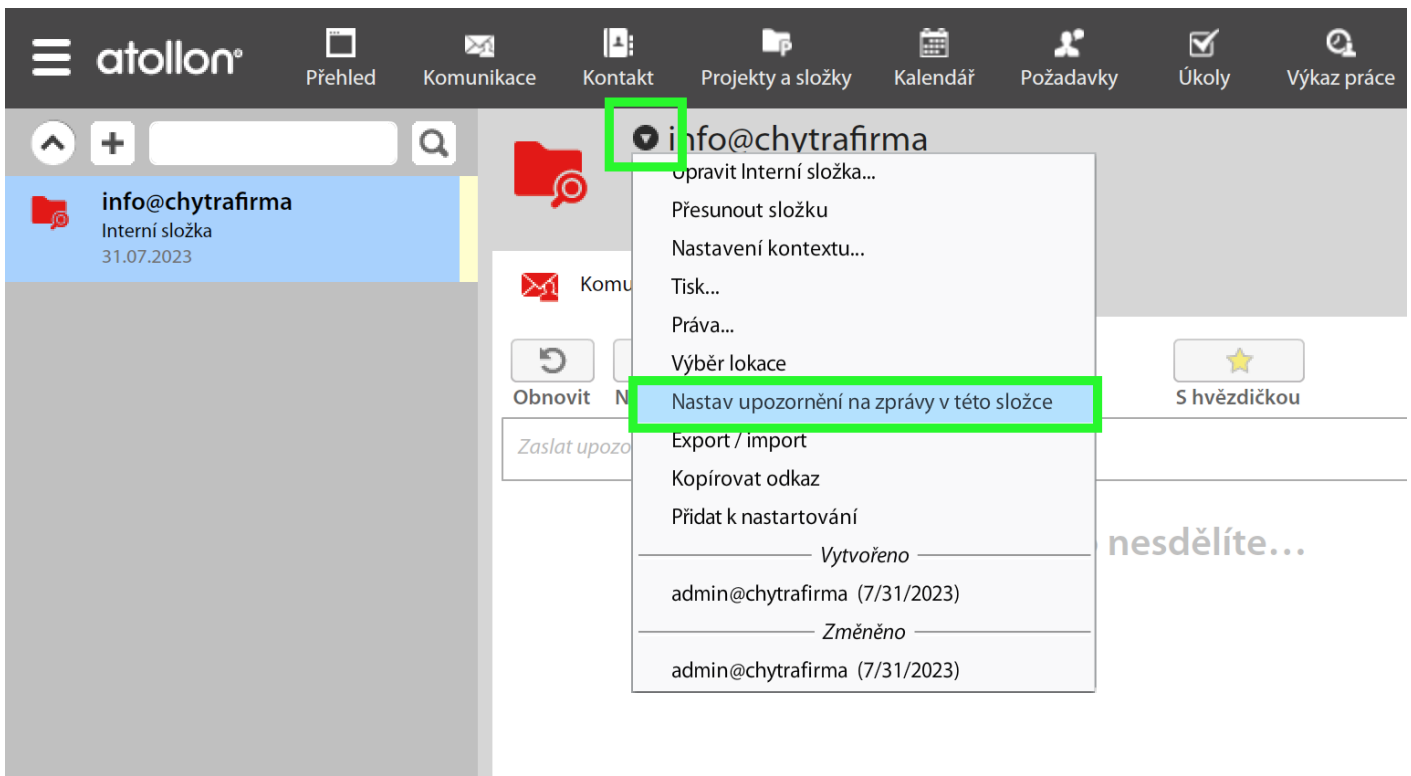 atollon®
Přehled
Komunikace
Kontakt
Projekty a složky
Kalendář
Požadavky
Úkoly
Výkaz práce
info@chytrafirma
Interní složka
31.07.2023
info@chytrafirma
Upravit Interní složka...
Přesunout složku
Nastavení kontextu...
Tisk...
Práva...
Výběr lokace
Nastav upozornění na zprávy v této složce
Export / import
Kopírovat odkaz
Přidat k nastartování
Vytvořeno
admin@chytrafirma (7/31/2023)
Změněno
admin@chytrafirma (7/31/2023)
Komu
Obnovit
N
S hvězdičkou
Zaslat upozo
nesdělíte...